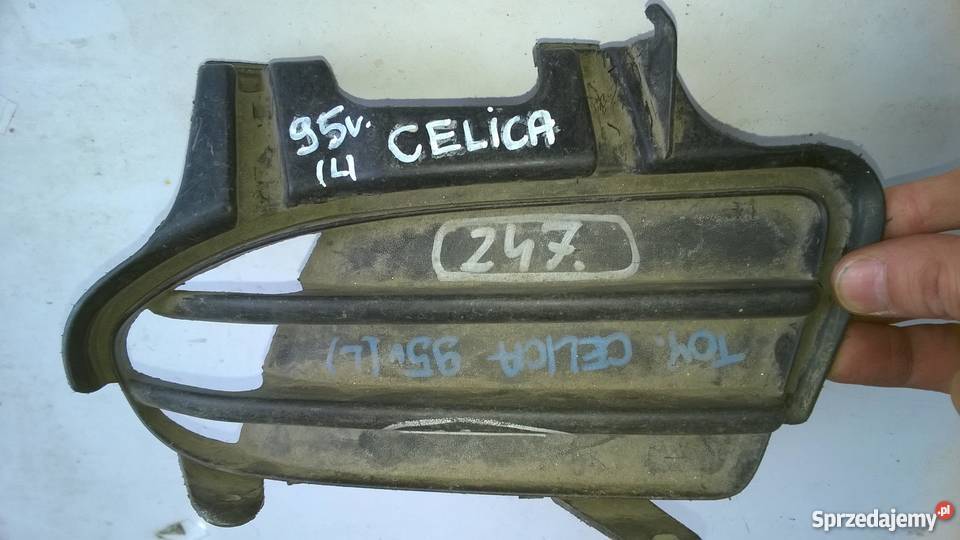 95r. CELICA
14
247.
TOY. CELICA 95r (L)
Sprzedajemy.pl